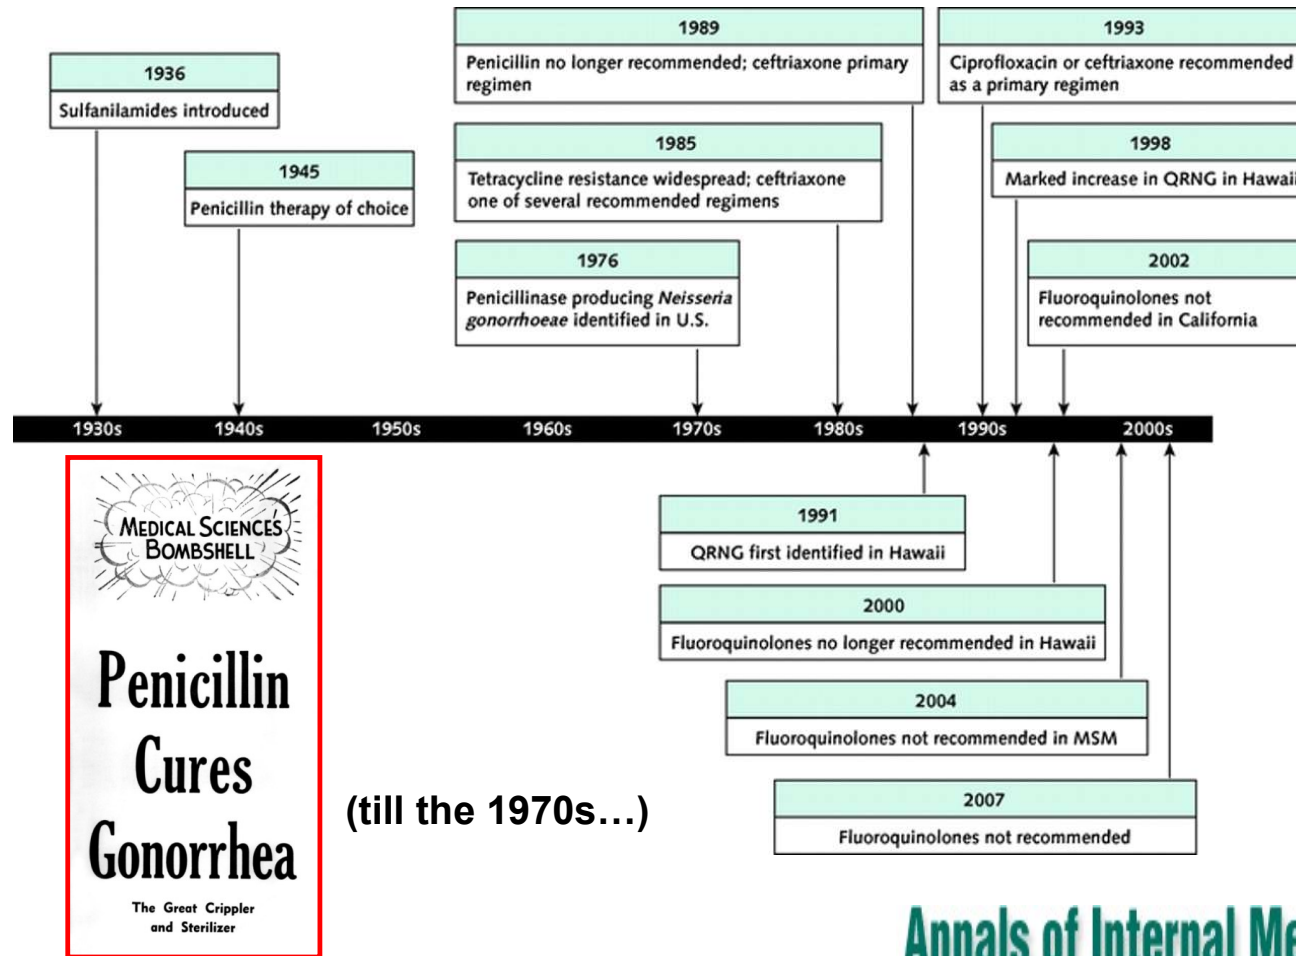 1936
Sulfanilamides introduced
1945
Penicillin therapy of choice
1989
Penicillin no longer recommended; ceftriaxone primary
regimen
1985
Tetracycline resistance widespread; ceftriaxone
one of several recommended regimens
1976
Penicillinase producing Neisseria
gonorrhoeae identified in U.S.
1993
Ciprofloxacin or ceftriaxone recommended
as a primary regimen
1998
Marked increase in QRNG in Hawaii
2002
Fluoroquinolones not
recommended in California
1930s 1940s 1950s 1960s 1970s 1980s 1990s 2000s
1991
QRNG first identified in Hawaii
2000
Fluoroquinolones no longer recommended in Hawaii
2004
Fluoroquinolones not recommended in MSM
2007
Fluoroquinolones not recommended
MEDICAL SCIENCE'S
BOMBSHELL
Penicillin
Cures
Gonorrhea
The Great Crippler
and Sterilizer
(till the 1970s…)
Annals of Internal Me